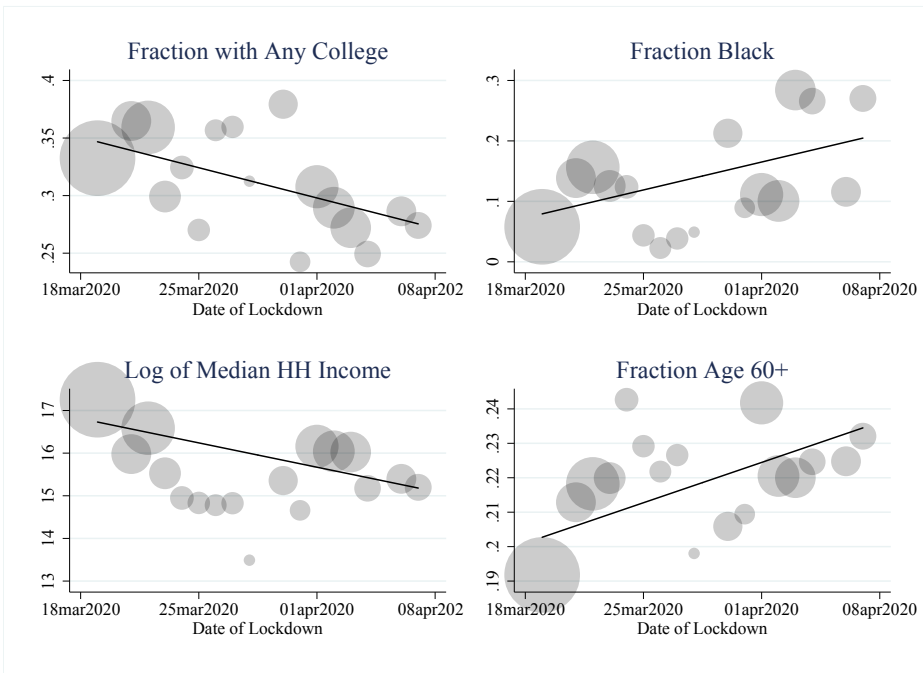 Fraction with Any College
.4
.35
.3
.25
18mar2020 25mar2020 01apr2020 08apr202
Date of Lockdown
Fraction Black
.3
.2
.1
0
18mar2020 25mar2020 01apr2020 08apr2020
Date of Lockdown
Log of Median HH Income
17
16
15
14
13
18mar2020 25mar2020 01apr2020 08apr202
Date of Lockdown
Fraction Age 60+
.24
.23
.22
.21
.2
.19
18mar2020 25mar2020 01apr2020 08apr2020
Date of Lockdown